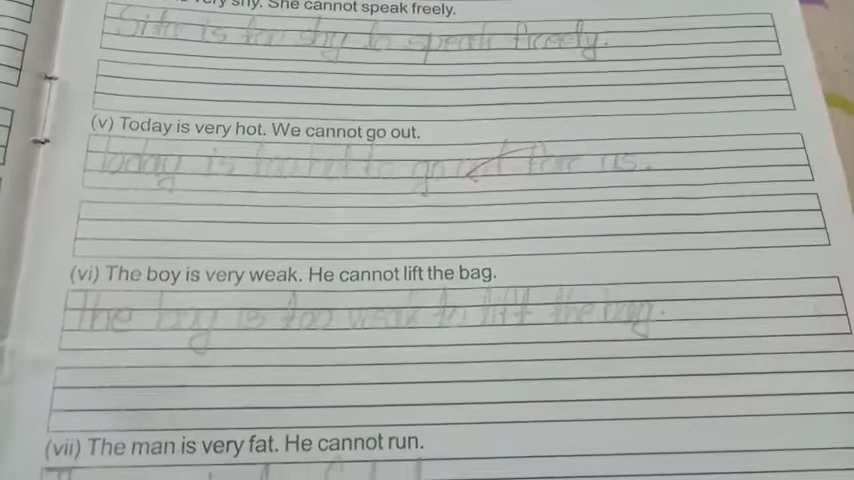 very shy. She cannot speak freely.
is too shy to speak freely.
(v) Today is very hot. We cannot go out.
Today is too hot to go out for us.
(vi) The boy is very weak. He cannot lift the bag.
The boy is too weak to lift the bag.
(vii) The man is very fat. He cannot run.